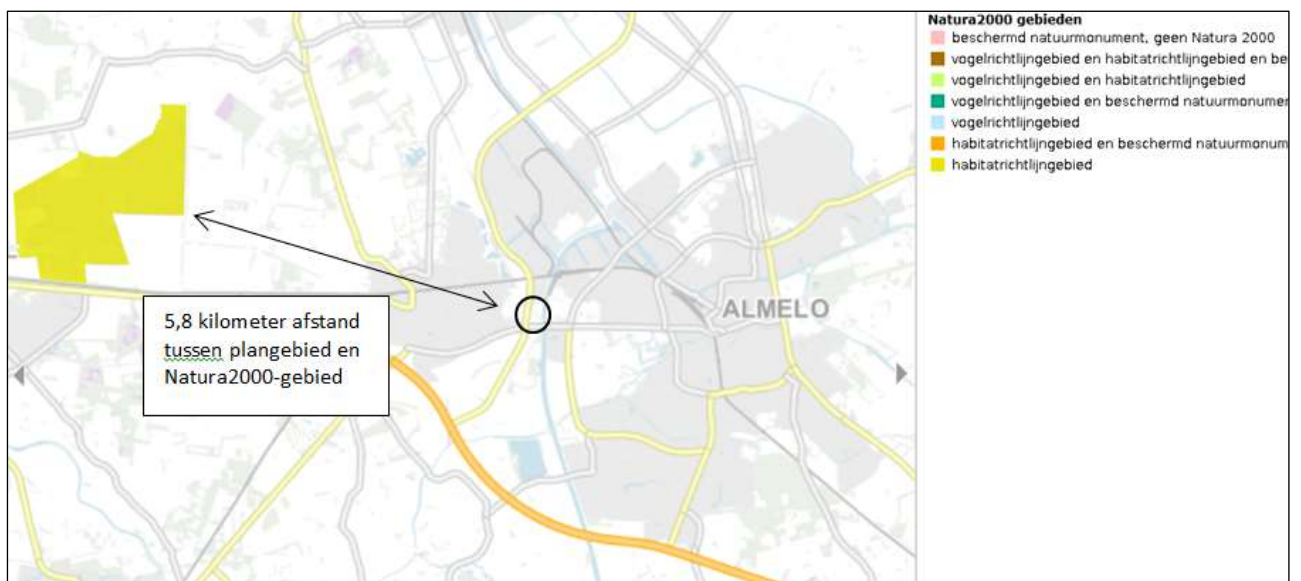 Natura2000 gebieden
beschermd natuurmonument, geen Natura 2000
vogelrichtlijngebied en habitatrichtlijngebied en be
vogelrichtlijngebied en habitatrichtlijngebied
vogelrichtlijngebied en beschermd natuurmonumen
vogelrichtlijngebied
habitatrichtlijngebied en beschermd natuurmonum
habitatrichtlijngebied
ALMELO
5,8 kilometer afstand
tussen plangebied en
Natura2000-gebied